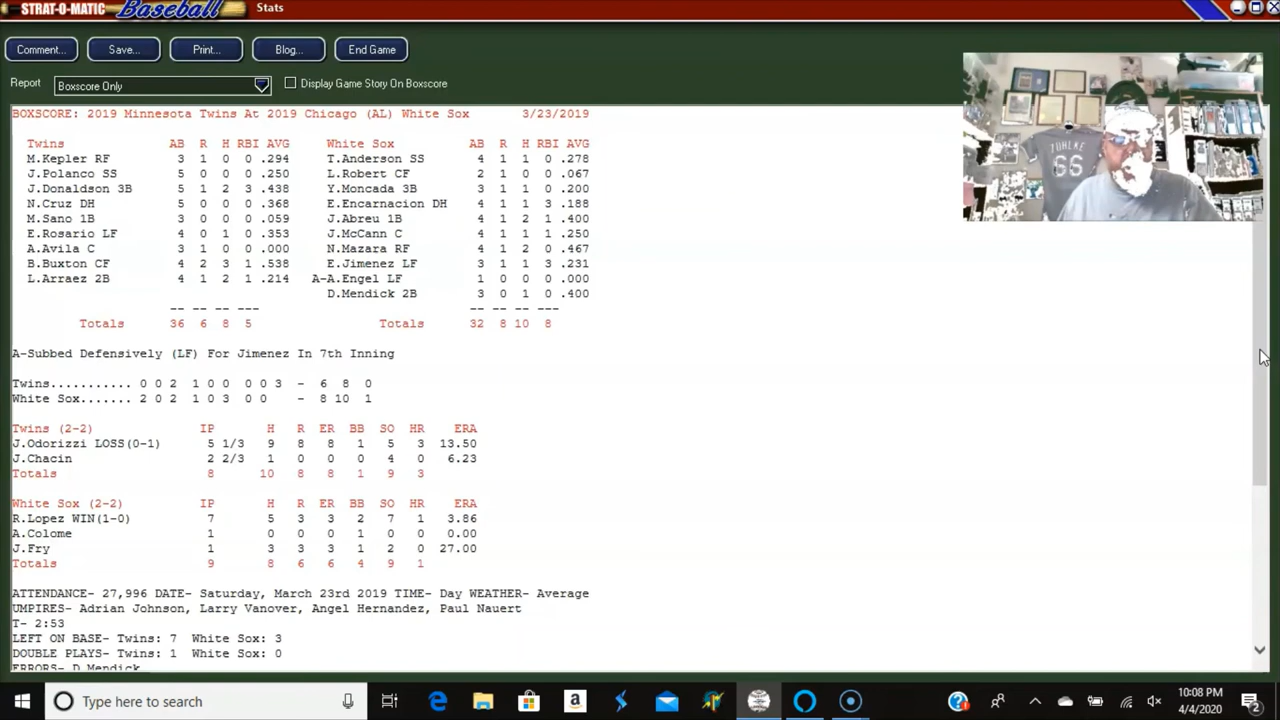 STRAT-O-MATIC Baseball Stats
Comment... Save... Print... Blog... End Game
Report Boxscore Only Display Game Story On Boxscore
BOXSCORE: 2019 Minnesota Twins At 2019 Chicago (AL) White Sox 3/23/2019
Twins AB R H RBI AVG White Sox AB R H RBI AVG
M.Kepler RF 3 1 0 0 .294 T.Anderson SS 4 1 1 0 .278
J.Polanco SS 5 0 0 0 .250 L.Robert CF 2 1 0 0 .067
J.Donaldson 3B 5 1 2 3 .438 Y.Moncada 3B 3 1 1 0 .200
N.Cruz DH 5 0 0 0 .368 E.Encarnacion DH 4 1 1 3 .188
M.Sano 1B 3 0 0 0 .059 J.Abreu 1B 4 1 2 1 .400
E.Rosario LF 4 0 1 0 .353 J.McCann C 4 1 1 1 .250
A.Avila C 3 1 0 0 .000 N.Mazara RF 4 1 2 0 .467
B.Buxton CF 4 2 3 1 .538 E.Jimenez LF 3 1 1 3 .231
L.Arraez 2B 4 1 2 1 .214 A-A.Engel LF 1 0 0 0 .000
D.Mendick 2B 3 0 1 0 .400
-- -- -- --- -- -- -- ---
Totals 36 6 8 5 Totals 32 8 10 8
A-Subbed Defensively (LF) For Jimenez In 7th Inning
Twins........... 0 0 2 1 0 0 0 0 3 - 6 8 0
White Sox....... 2 0 2 1 0 3 0 0 - 8 10 1
Twins (2-2) IP H R ER BB SO HR ERA
J.Odorizzi LOSS(0-1) 5 1/3 9 8 8 1 5 3 13.50
J.Chacin 2 2/3 1 0 0 0 4 0 6.23
Totals 8 10 8 8 1 9 3
White Sox (2-2) IP H R ER BB SO HR ERA
R.Lopez WIN(1-0) 7 5 3 3 2 7 1 3.86
A.Colome 1 0 0 0 1 0 0 0.00
J.Fry 1 3 3 3 1 2 0 27.00
Totals 9 8 6 6 4 9 1
ATTENDANCE- 27,996 DATE- Saturday, March 23rd 2019 TIME- Day WEATHER- Average
UMPIRES- Adrian Johnson, Larry Vanover, Angel Hernandez, Paul Nauert
T- 2:53
LEFT ON BASE- Twins: 7 White Sox: 3
DOUBLE PLAYS- Twins: 1 White Sox: 0
ERRORS- D.Mendick
TUHLKE
66
Type here to search
10:08 PM
4/4/2020
2